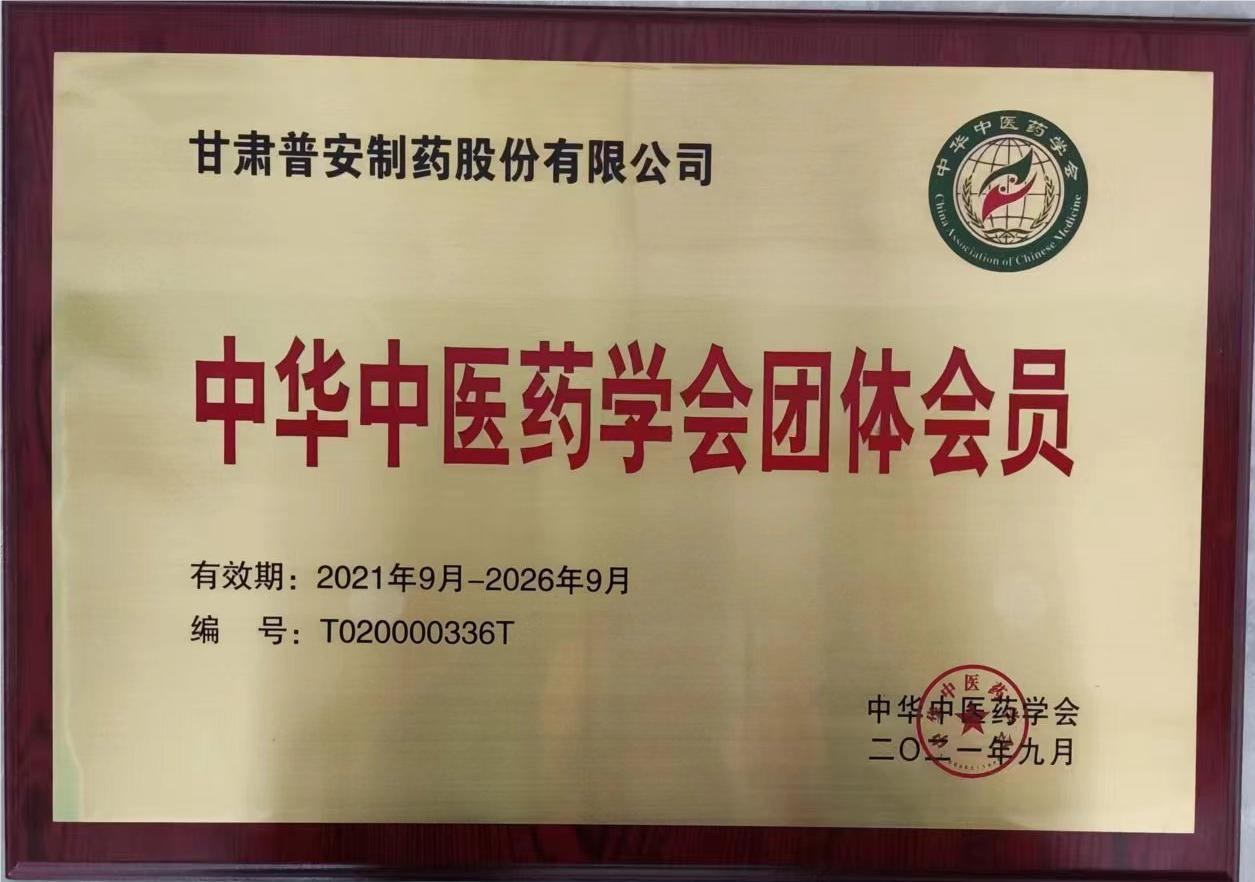 甘肃普安制药股份有限公司
中华中医药学会
China Association of Chinese Medicine
中华中医药学会团体会员
有效期：2021年9月-2026年9月
编 号：T020000336T
中华中医药学会
二〇二一年九月